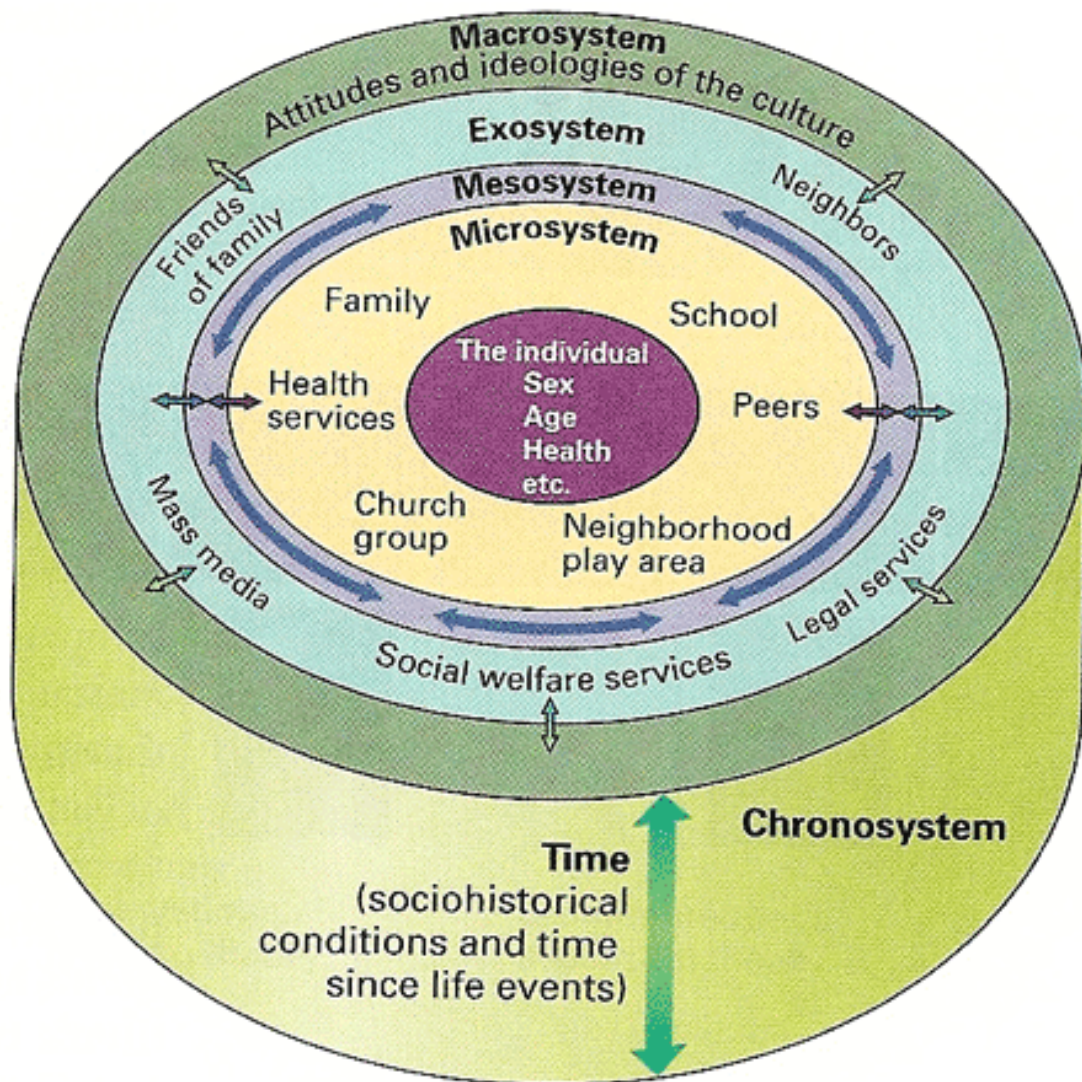 Macrosystem
Attitudes and ideologies of the culture
Exosystem
Mesosystem
Microsystem
Friends
of family
Neighbors
Family
School
The individual
Sex
Age
Health
etc.
Health
services
Peers
Church
group
Neighborhood
play area
Mass media
Legal services
Social welfare services
Chronosystem
Time
(sociohistorical
conditions and time
since life events)